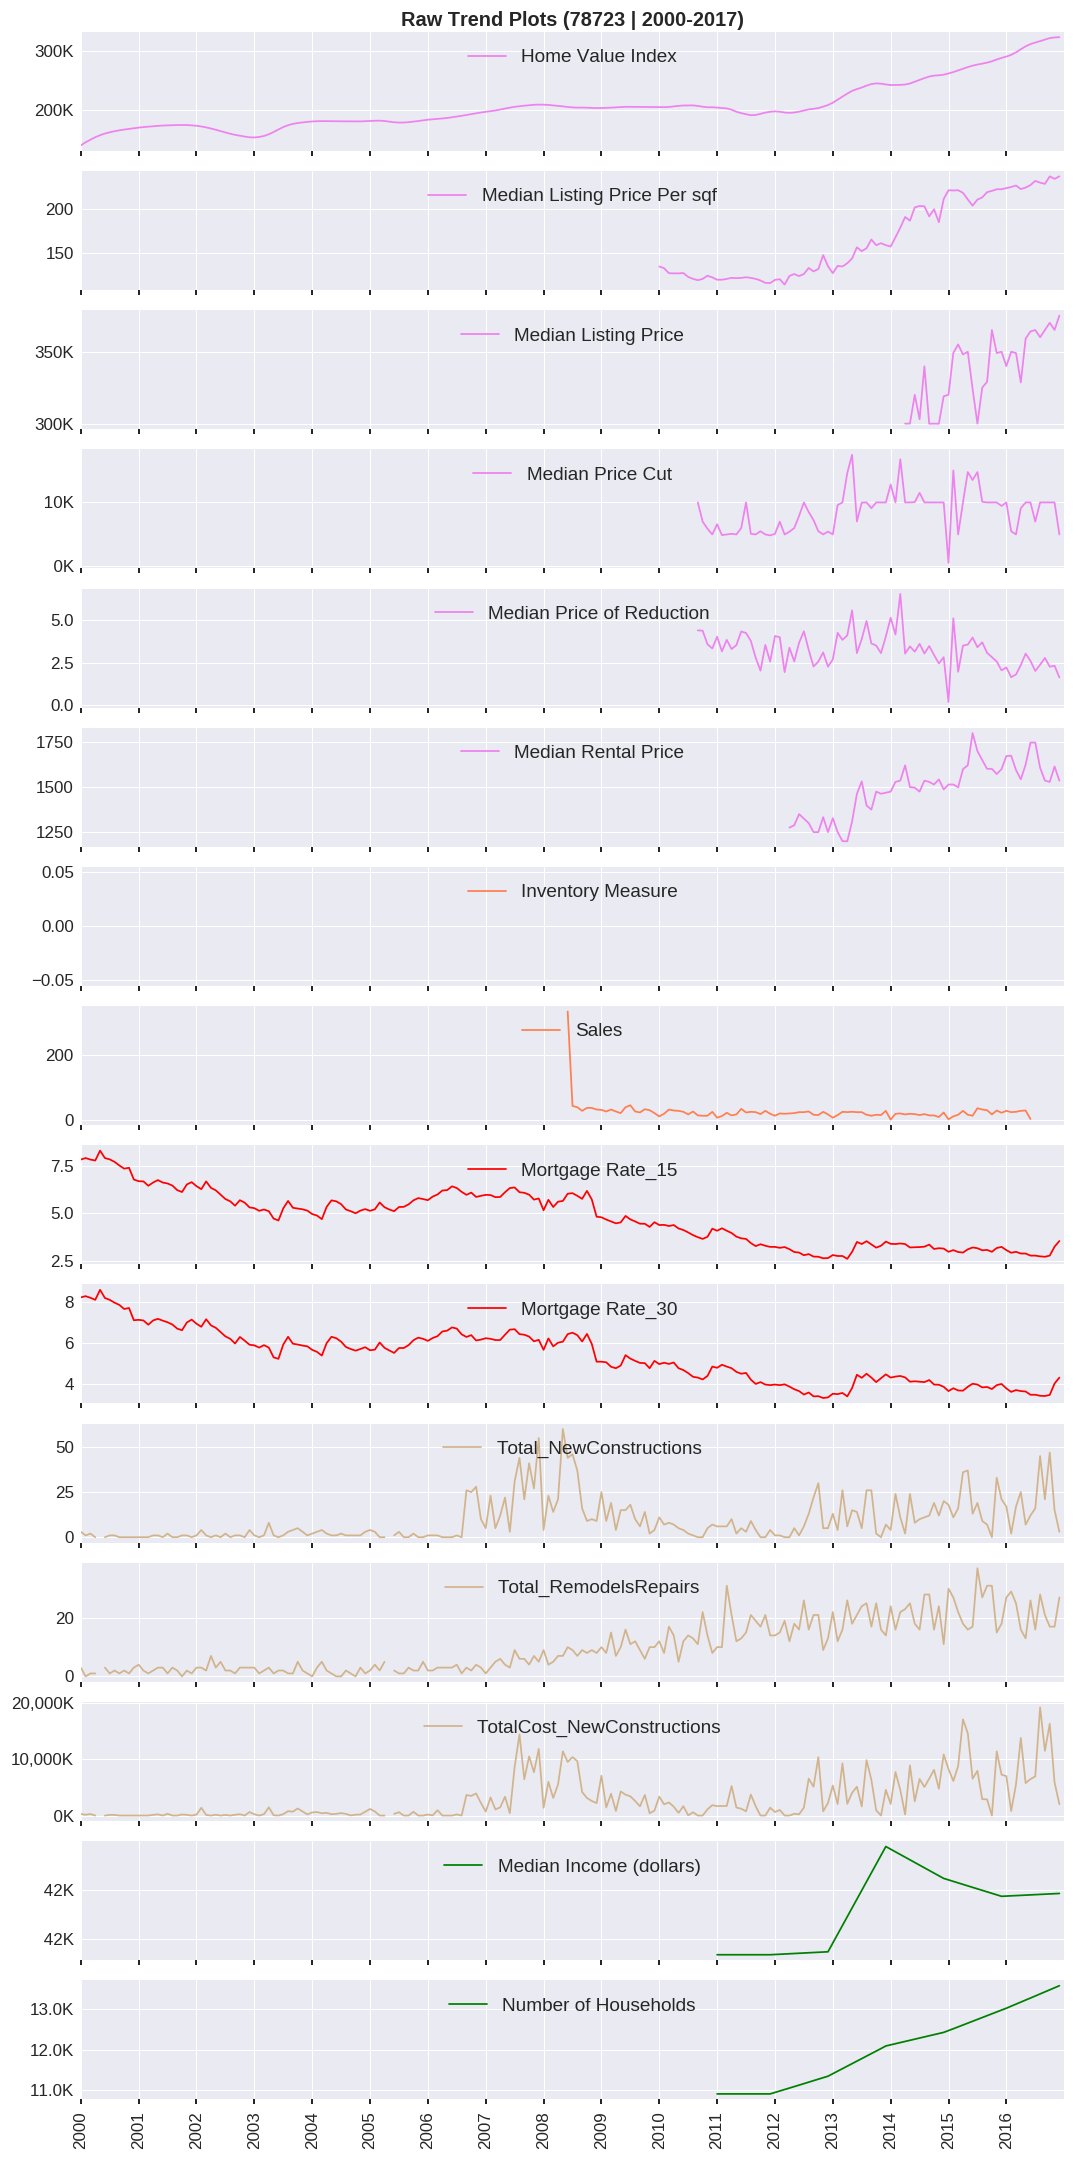 Raw Trend Plots (78723 | 2000-2017)
Home Value Index
300K
200K
Median Listing Price Per sqf
200
150
Median Listing Price
350K
300K
Median Price Cut
10K
0K
Median Price of Reduction
5.0
2.5
0.0
Median Rental Price
1750
1500
1250
Inventory Measure
0.05
0.00
−0.05
Sales
200
0
Mortgage Rate_15
7.5
5.0
2.5
Mortgage Rate_30
8
6
4
Total_NewConstructions
50
25
0
Total_RemodelsRepairs
20
0
TotalCost_NewConstructions
20,000K
10,000K
0K
Median Income (dollars)
42K
42K
Number of Households
13.0K
12.0K
11.0K
2000 2001 2002 2003 2004 2005 2006 2007 2008 2009 2010 2011 2012 2013 2014 2015 2016